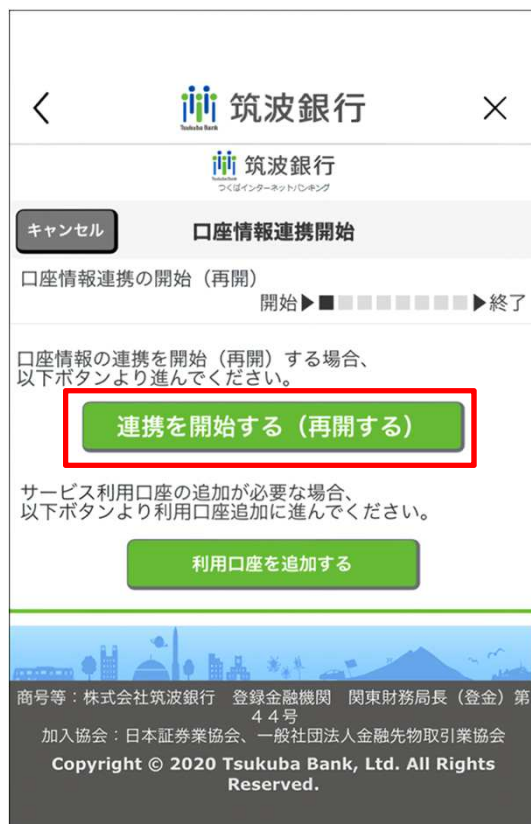 筑波銀行
Tsukuba Bank
筑波銀行
Tsukuba Bank
つくばインターネットバンキング
キャンセル
口座情報連携開始
口座情報連携の開始（再開）
開始▶■■■■■■■■■▶終了
口座情報の連携を開始（再開）する場合、
以下ボタンより進んでください。
連携を開始する（再開する）
サービス利用口座の追加が必要な場合、
以下ボタンより利用口座追加に進んでください。
利用口座を追加する
商号等：株式会社筑波銀行　登録金融機関　関東財務局長（登金）第
４４号
加入協会：日本証券業協会、一般社団法人金融先物取引業協会
Copyright © 2020 Tsukuba Bank, Ltd. All Rights
Reserved.